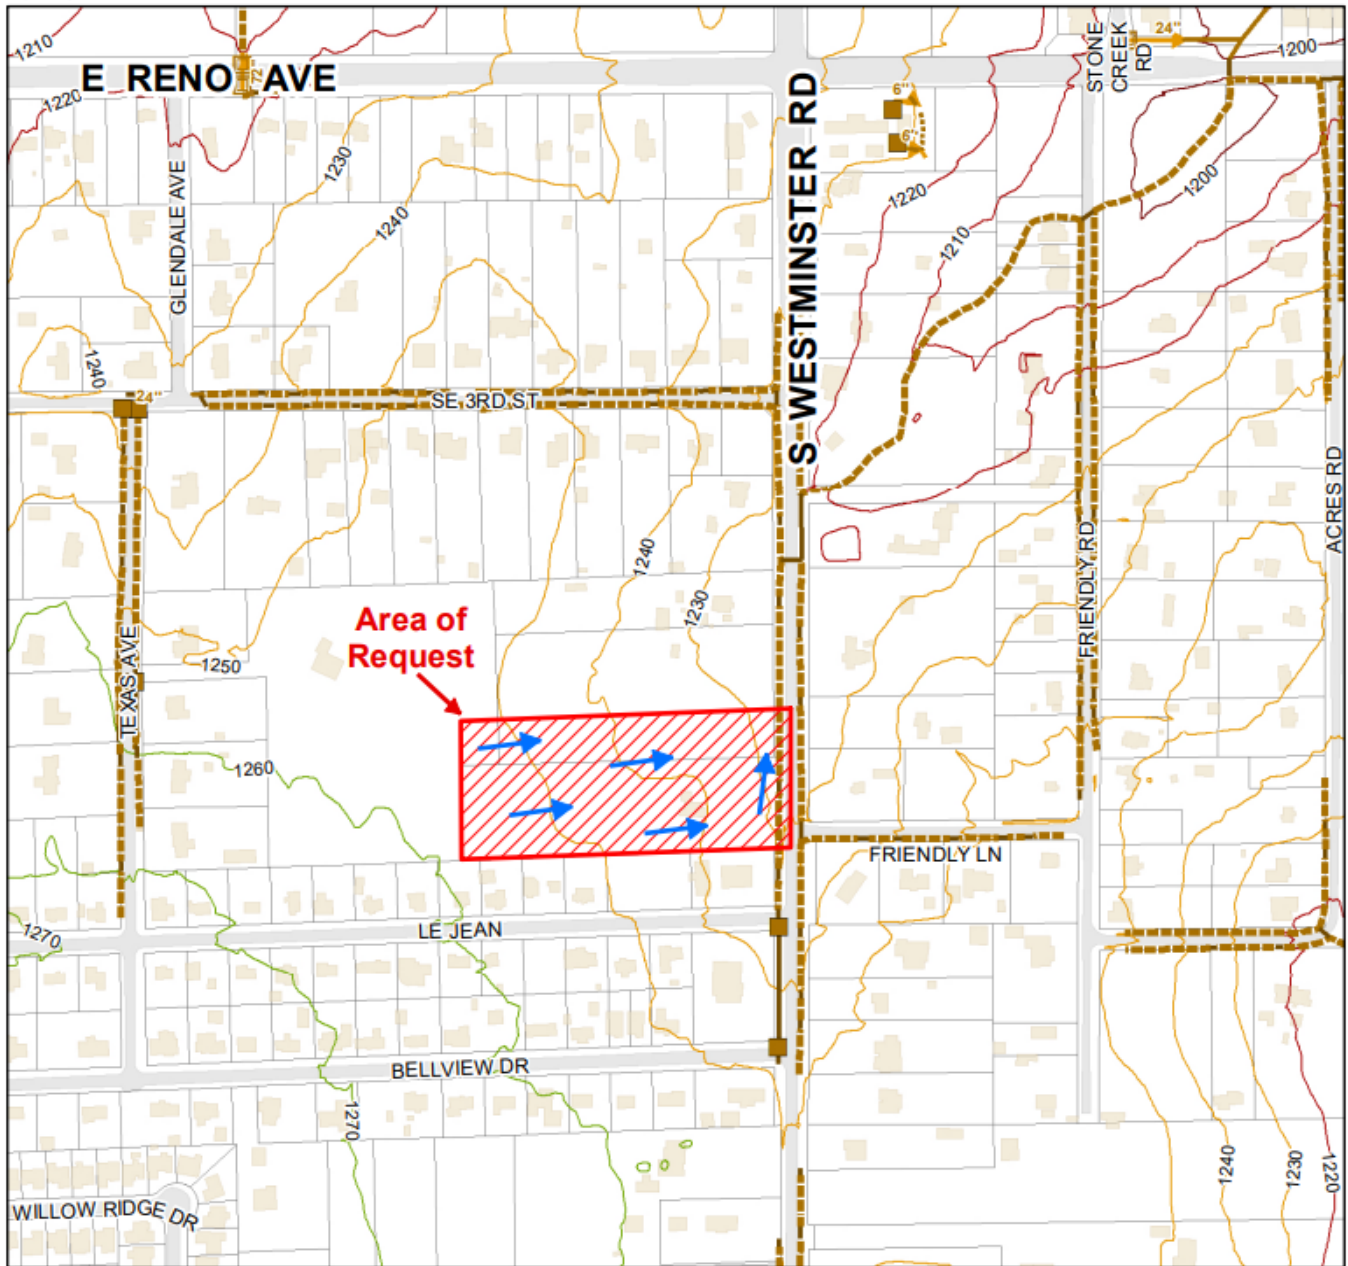 1210
E RENO AVE
72"
1220
STONE
CREEK
RD
24"
1200
6"
6"
1230
1240
GLENDALE AVE
S WESTMINSTER RD
1220
1210
1200
1240
24"
SE 3RD ST
ACRES RD
1240
1230
FRIENDLY RD
Area of
Request
TEXAS AVE
1250
1260
FRIENDLY LN
1270
LE JEAN
BELLVIEW DR
1270
1240
1230
1220
WILLOW RIDGE DR